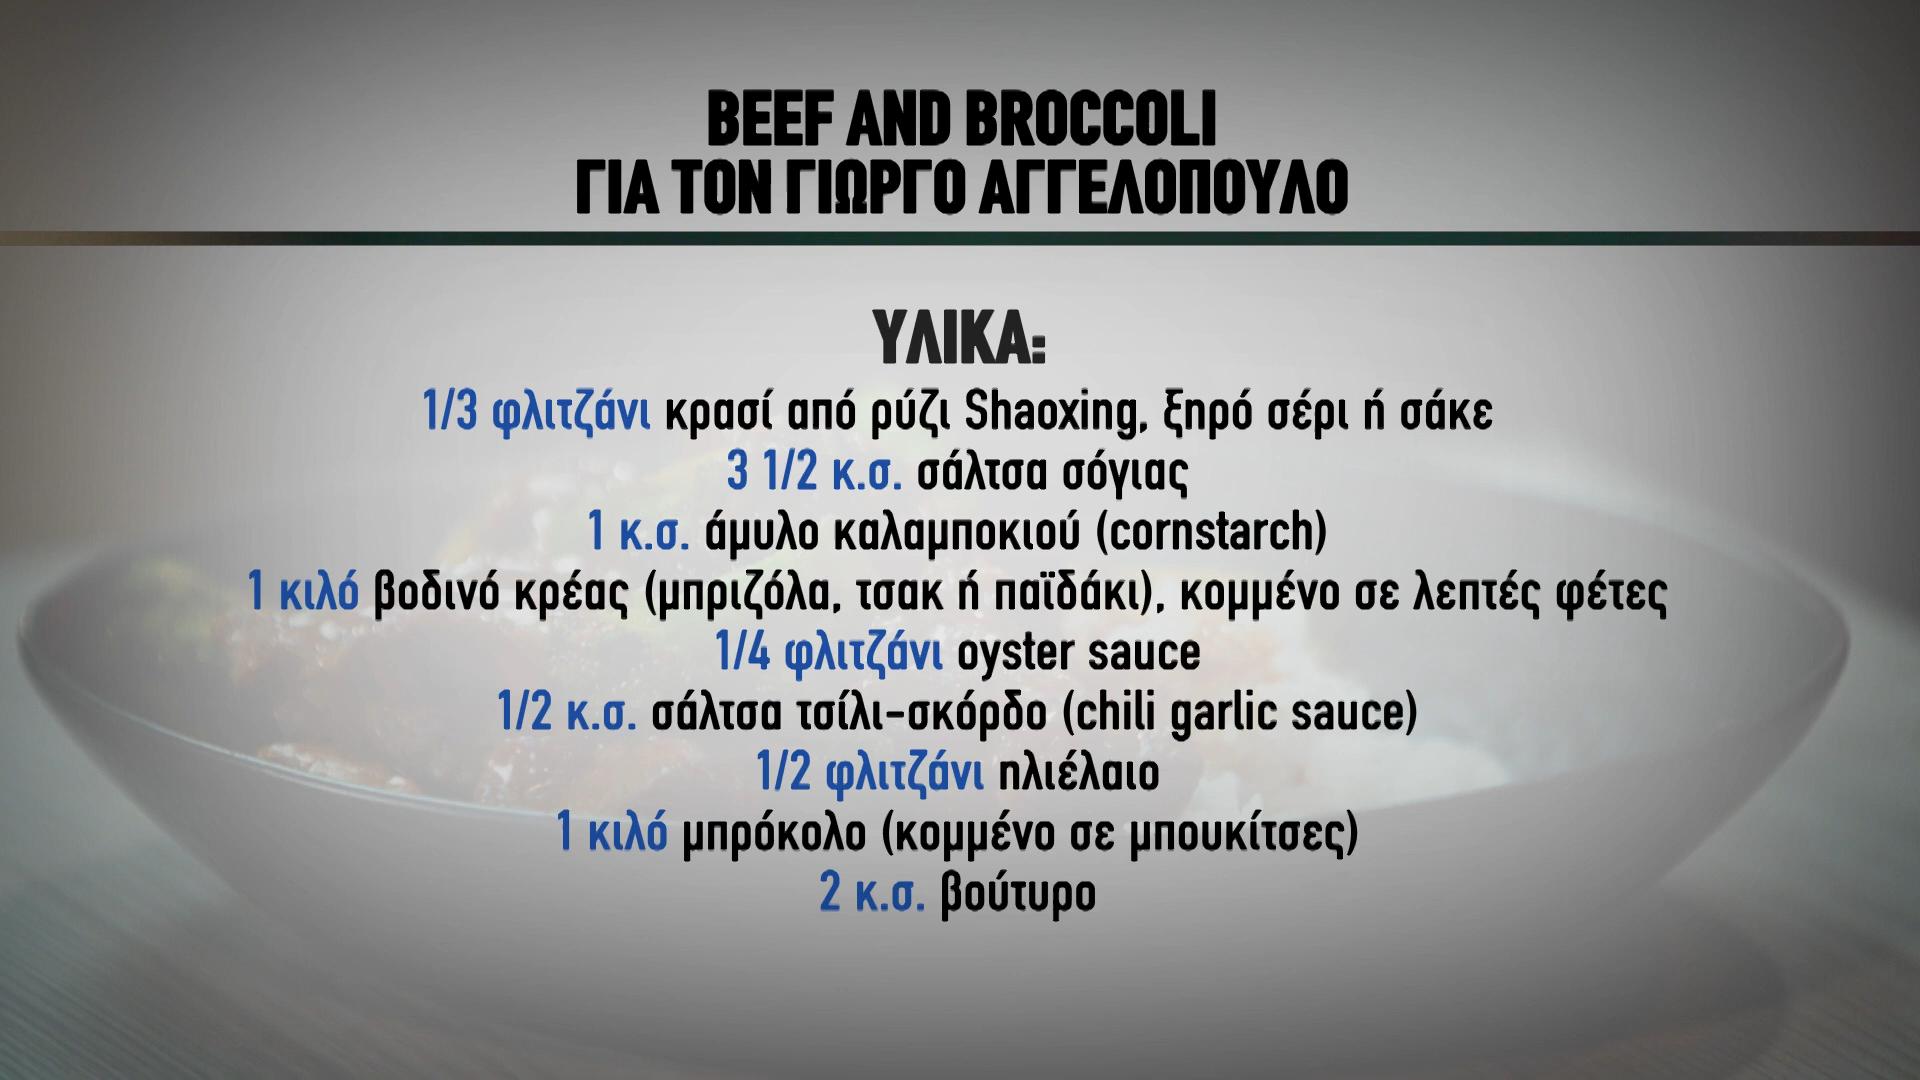 BEEF AND BROCCOLI
ΓΙΑ ΤΟΝ ΓΙΩΡΓΟ ΑΓΓΕΛΟΠΟΥΛΟ
ΥΛΙΚΑ:
1/3 φλιτζάνι κρασί από ρύζι Shaoxing, ξηρό σέρι ή σάκε
3 1/2 κ.σ. σάλτσα σόγιας
1 κ.σ. άμυλο καλαμποκιού (cornstarch)
1 κιλό βοδινό κρέας (μπριζόλα, τσακ ή παϊδάκι), κομμένο σε λεπτές φέτες
1/4 φλιτζάνι oyster sauce
1/2 κ.σ. σάλτσα τσίλι-σκόρδο (chili garlic sauce)
1/2 φλιτζάνι ηλιέλαιο
1 κιλό μπρόκολο (κομμένο σε μπουκίτσες)
2 κ.σ. βούτυρο